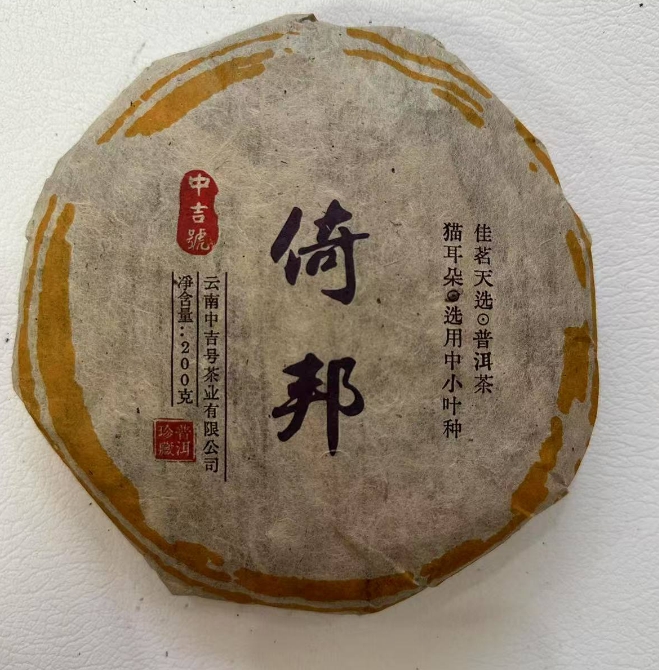 佳茗天选⊙普洱茶
猫耳朵⊙选用中小叶种
倚邦
中吉號
云南中吉号茶业有限公司
淨含量:200克
普洱
珍藏